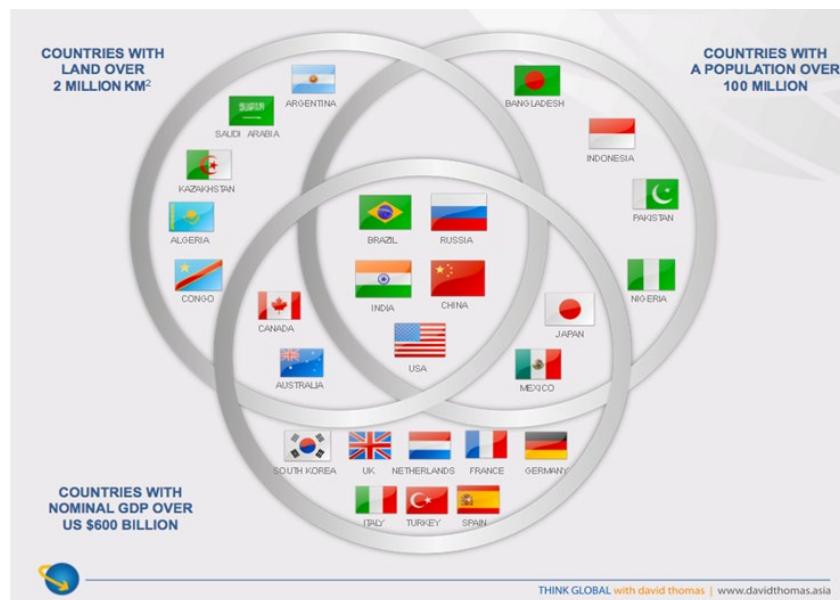 COUNTRIES WITH
LAND OVER
2 MILLION KM²
COUNTRIES WITH
A POPULATION OVER
100 MILLION
ARGENTINA
SAUDI ARABIA
KAZAKHSTAN
ALGERIA
CONGO
BANGLADESH
INDONESIA
PAKISTAN
NIGERIA
BRAZIL
RUSSIA
INDIA
CHINA
USA
CANADA
AUSTRALIA
JAPAN
MEXICO
SOUTH KOREA
UK
NETHERLANDS
FRANCE
GERMANY
ITALY
TURKEY
SPAIN
COUNTRIES WITH
NOMINAL GDP OVER
US $600 BILLION
THINK GLOBAL with david thomas | www.davidthomas.asia